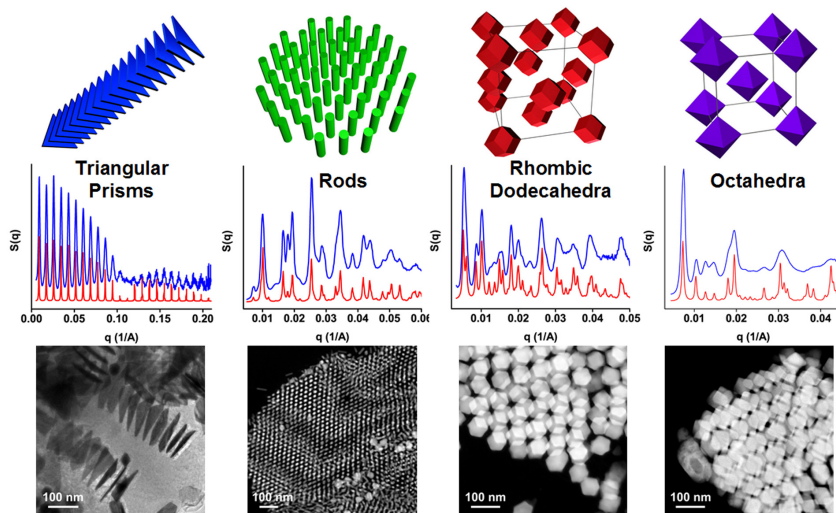 Triangular
Prisms
Rods
Rhombic
Dodecahedra
Octahedra
S(q)
0.00 0.05 0.10 0.15 0.20
q (1/A)
S(q)
0.01 0.02 0.03 0.04 0.05 0.06
q (1/A)
S(q)
0.01 0.02 0.03 0.04 0.05
q (1/A)
S(q)
0.01 0.02 0.03 0.04
q (1/A)
100 nm
100 nm
100 nm
100 nm